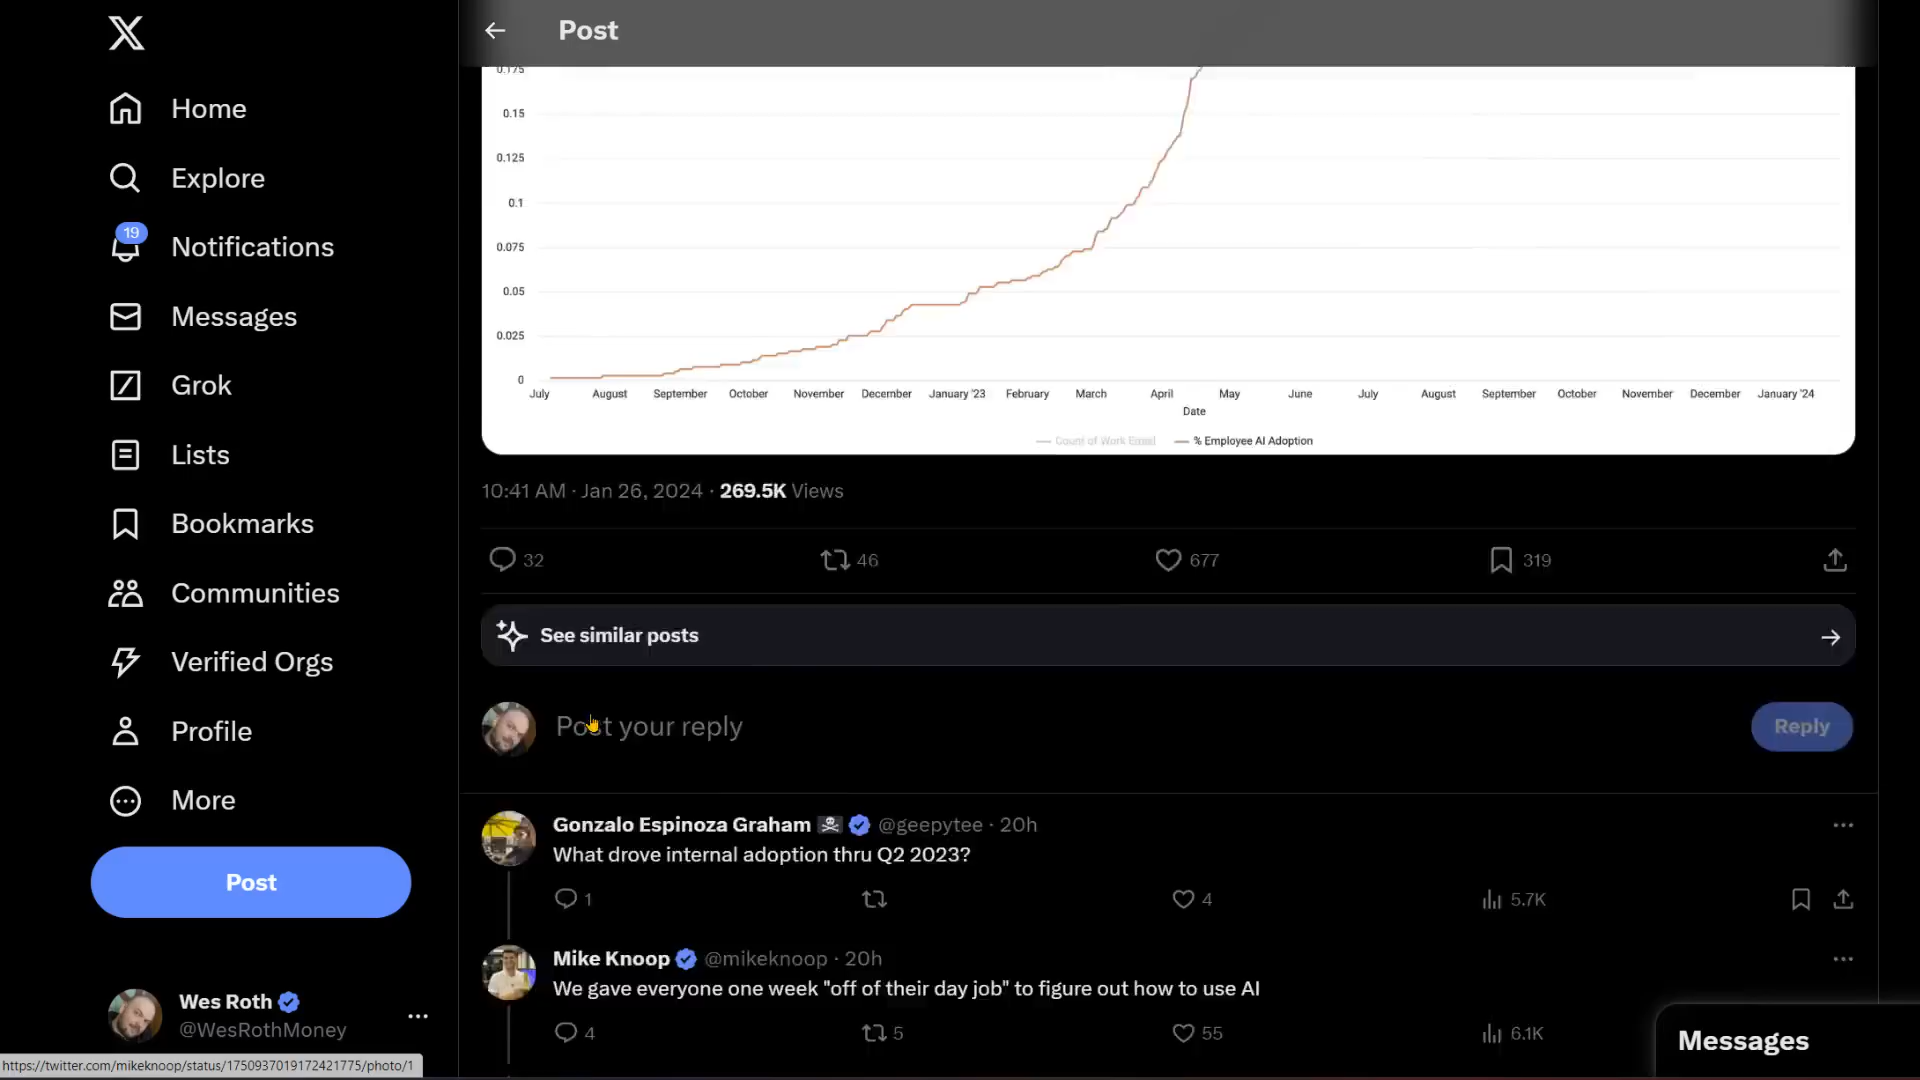 Home
Explore
19
Notifications
Messages
Grok
Lists
Bookmarks
Communities
Verified Orgs
Profile
More
Post
Wes Roth
@WesRothMoney
https://twitter.com/mikeknoop/status/1750937019172421775/photo/1
Post
0.175
0.15
0.125
0.1
0.075
0.05
0.025
0
July August September October November December January '23 February March April May June July August September October November December January '24
Date
Count of Work Email % Employee AI Adoption
10:41 AM · Jan 26, 2024 · 269.5K Views
32 46 677 319
See similar posts
Post your reply
Reply
Gonzalo Espinoza Graham @geepytee · 20h
What drove internal adoption thru Q2 2023?
1 4 5.7K
Mike Knoop @mikeknoop · 20h
We gave everyone one week "off of their day job" to figure out how to use AI
4 5 55 6.1K
Messages